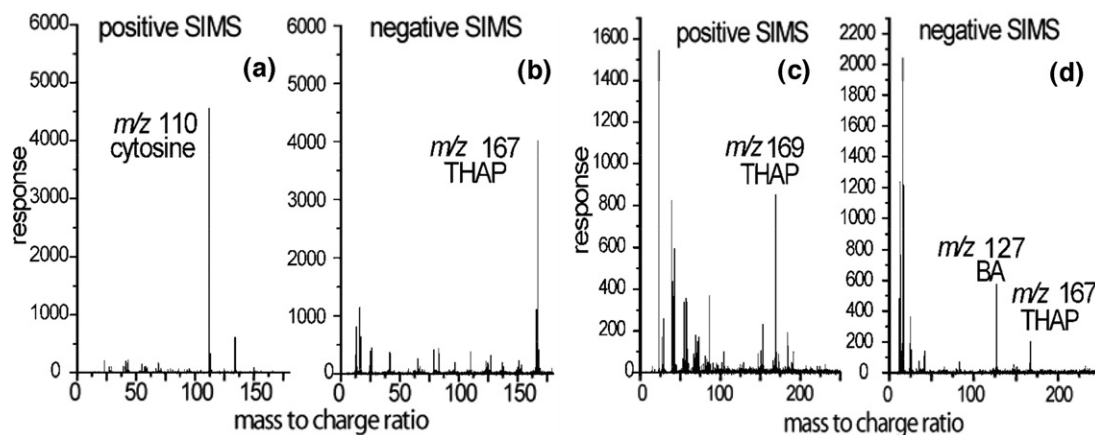 positive SIMS
(a)
m/z 110
cytosine
6000
5000
4000
3000
2000
1000
0
response
0
50
100
150
negative SIMS
(b)
m/z 167
THAP
6000
5000
4000
3000
2000
1000
0
0
50
100
150
mass to charge ratio
positive SIMS
(c)
m/z 169
THAP
1600
1400
1200
1000
800
600
400
200
0
response
0
100
200
negative SIMS
(d)
m/z 127
BA
m/z 167
THAP
2000
1800
1600
1400
1200
1000
800
600
400
200
0
0
100
200
mass to charge ratio